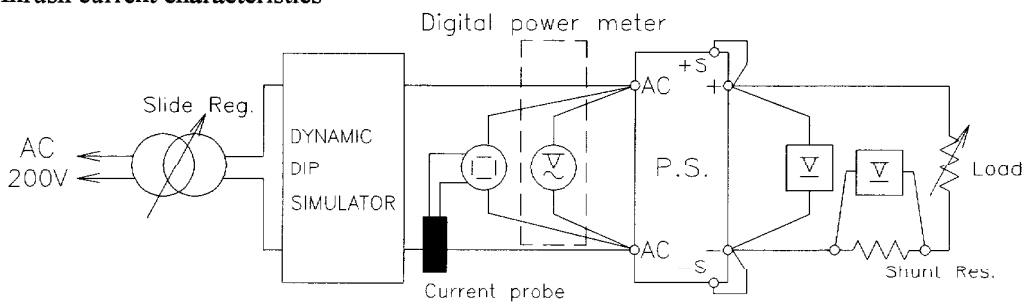 Inrush current characteristics
Digital power meter
Slide Reg.
AC
200V
DYNAMIC
DIP
SIMULATOR
Current probe
V
AC
AC
+S
+
P.S.
-
-S
V
V
Load
Shunt Res.